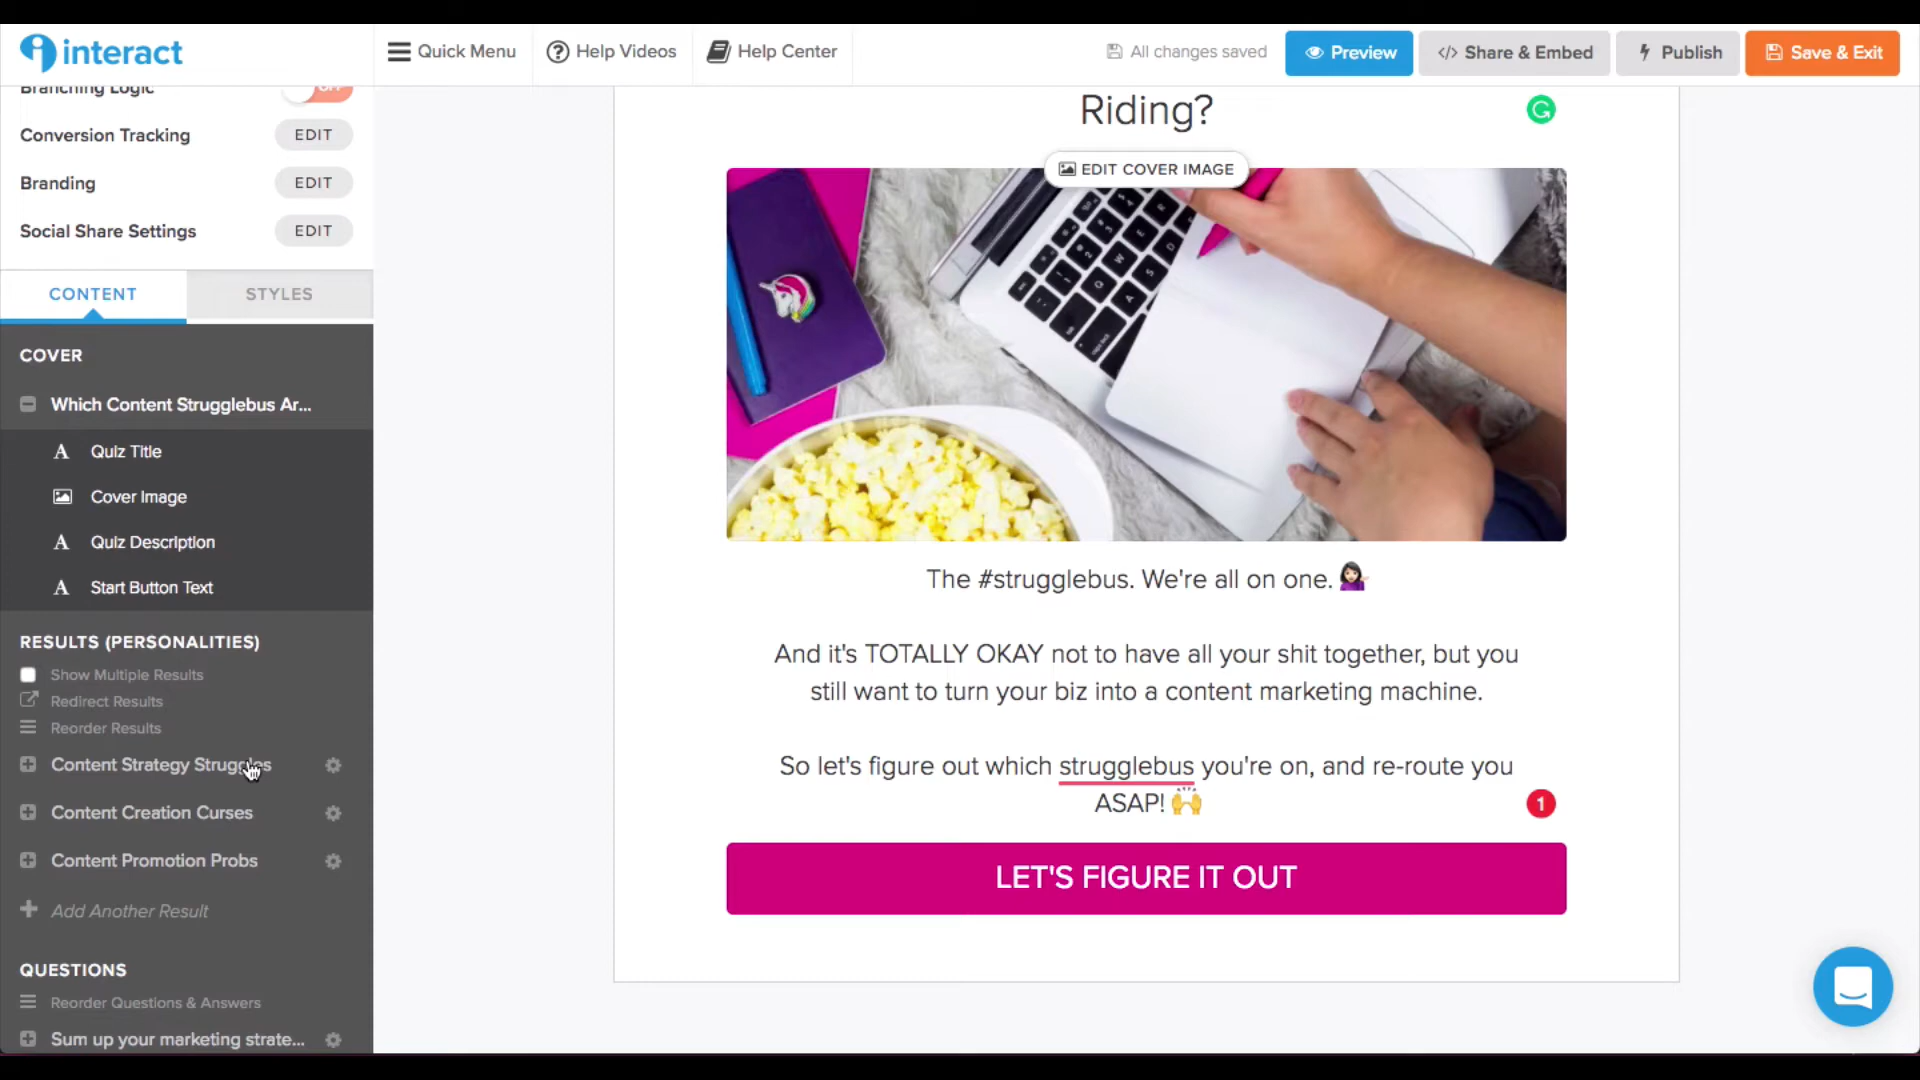 interact
Quick Menu
Help Videos
Help Center
All changes saved
Preview
</> Share & Embed
Publish
Save & Exit
Branching Logic
OFF
Conversion Tracking
EDIT
Branding
EDIT
Social Share Settings
EDIT
CONTENT
STYLES
COVER
Which Content Strugglebus Ar...
A Quiz Title
Cover Image
A Quiz Description
A Start Button Text
RESULTS (PERSONALITIES)
Show Multiple Results
Redirect Results
Reorder Results
Content Strategy Struggles
Content Creation Curses
Content Promotion Probs
Add Another Result
QUESTIONS
Reorder Questions & Answers
Sum up your marketing strate...
Riding?
EDIT COVER IMAGE
The #strugglebus. We're all on one. 💁🏻‍♀️
And it's TOTALLY OKAY not to have all your shit together, but you
still want to turn your biz into a content marketing machine.
So let's figure out which strugglebus you're on, and re-route you
ASAP! 🙌
1
LET'S FIGURE IT OUT